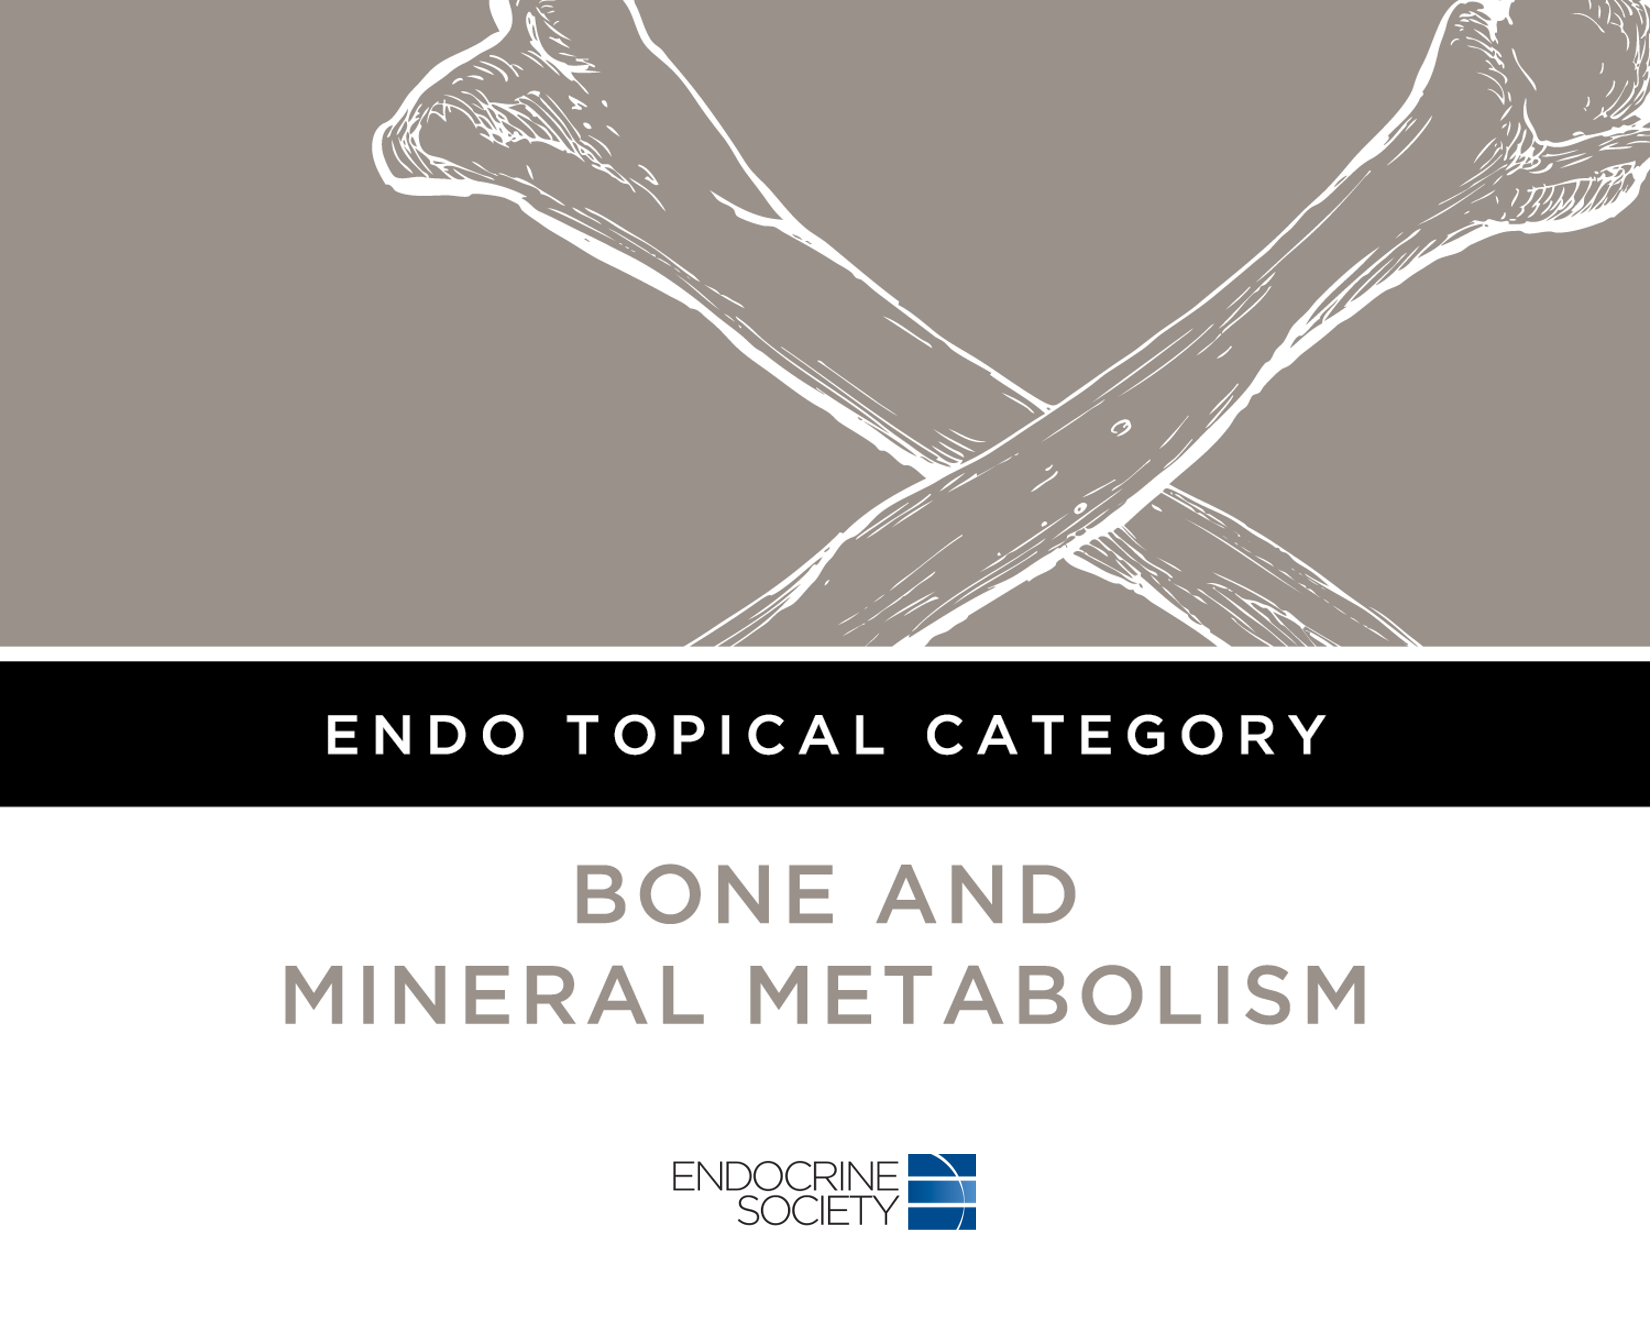 ENDO TOPICAL CATEGORY
BONE AND
MINERAL METABOLISM
ENDOCRINE
SOCIETY